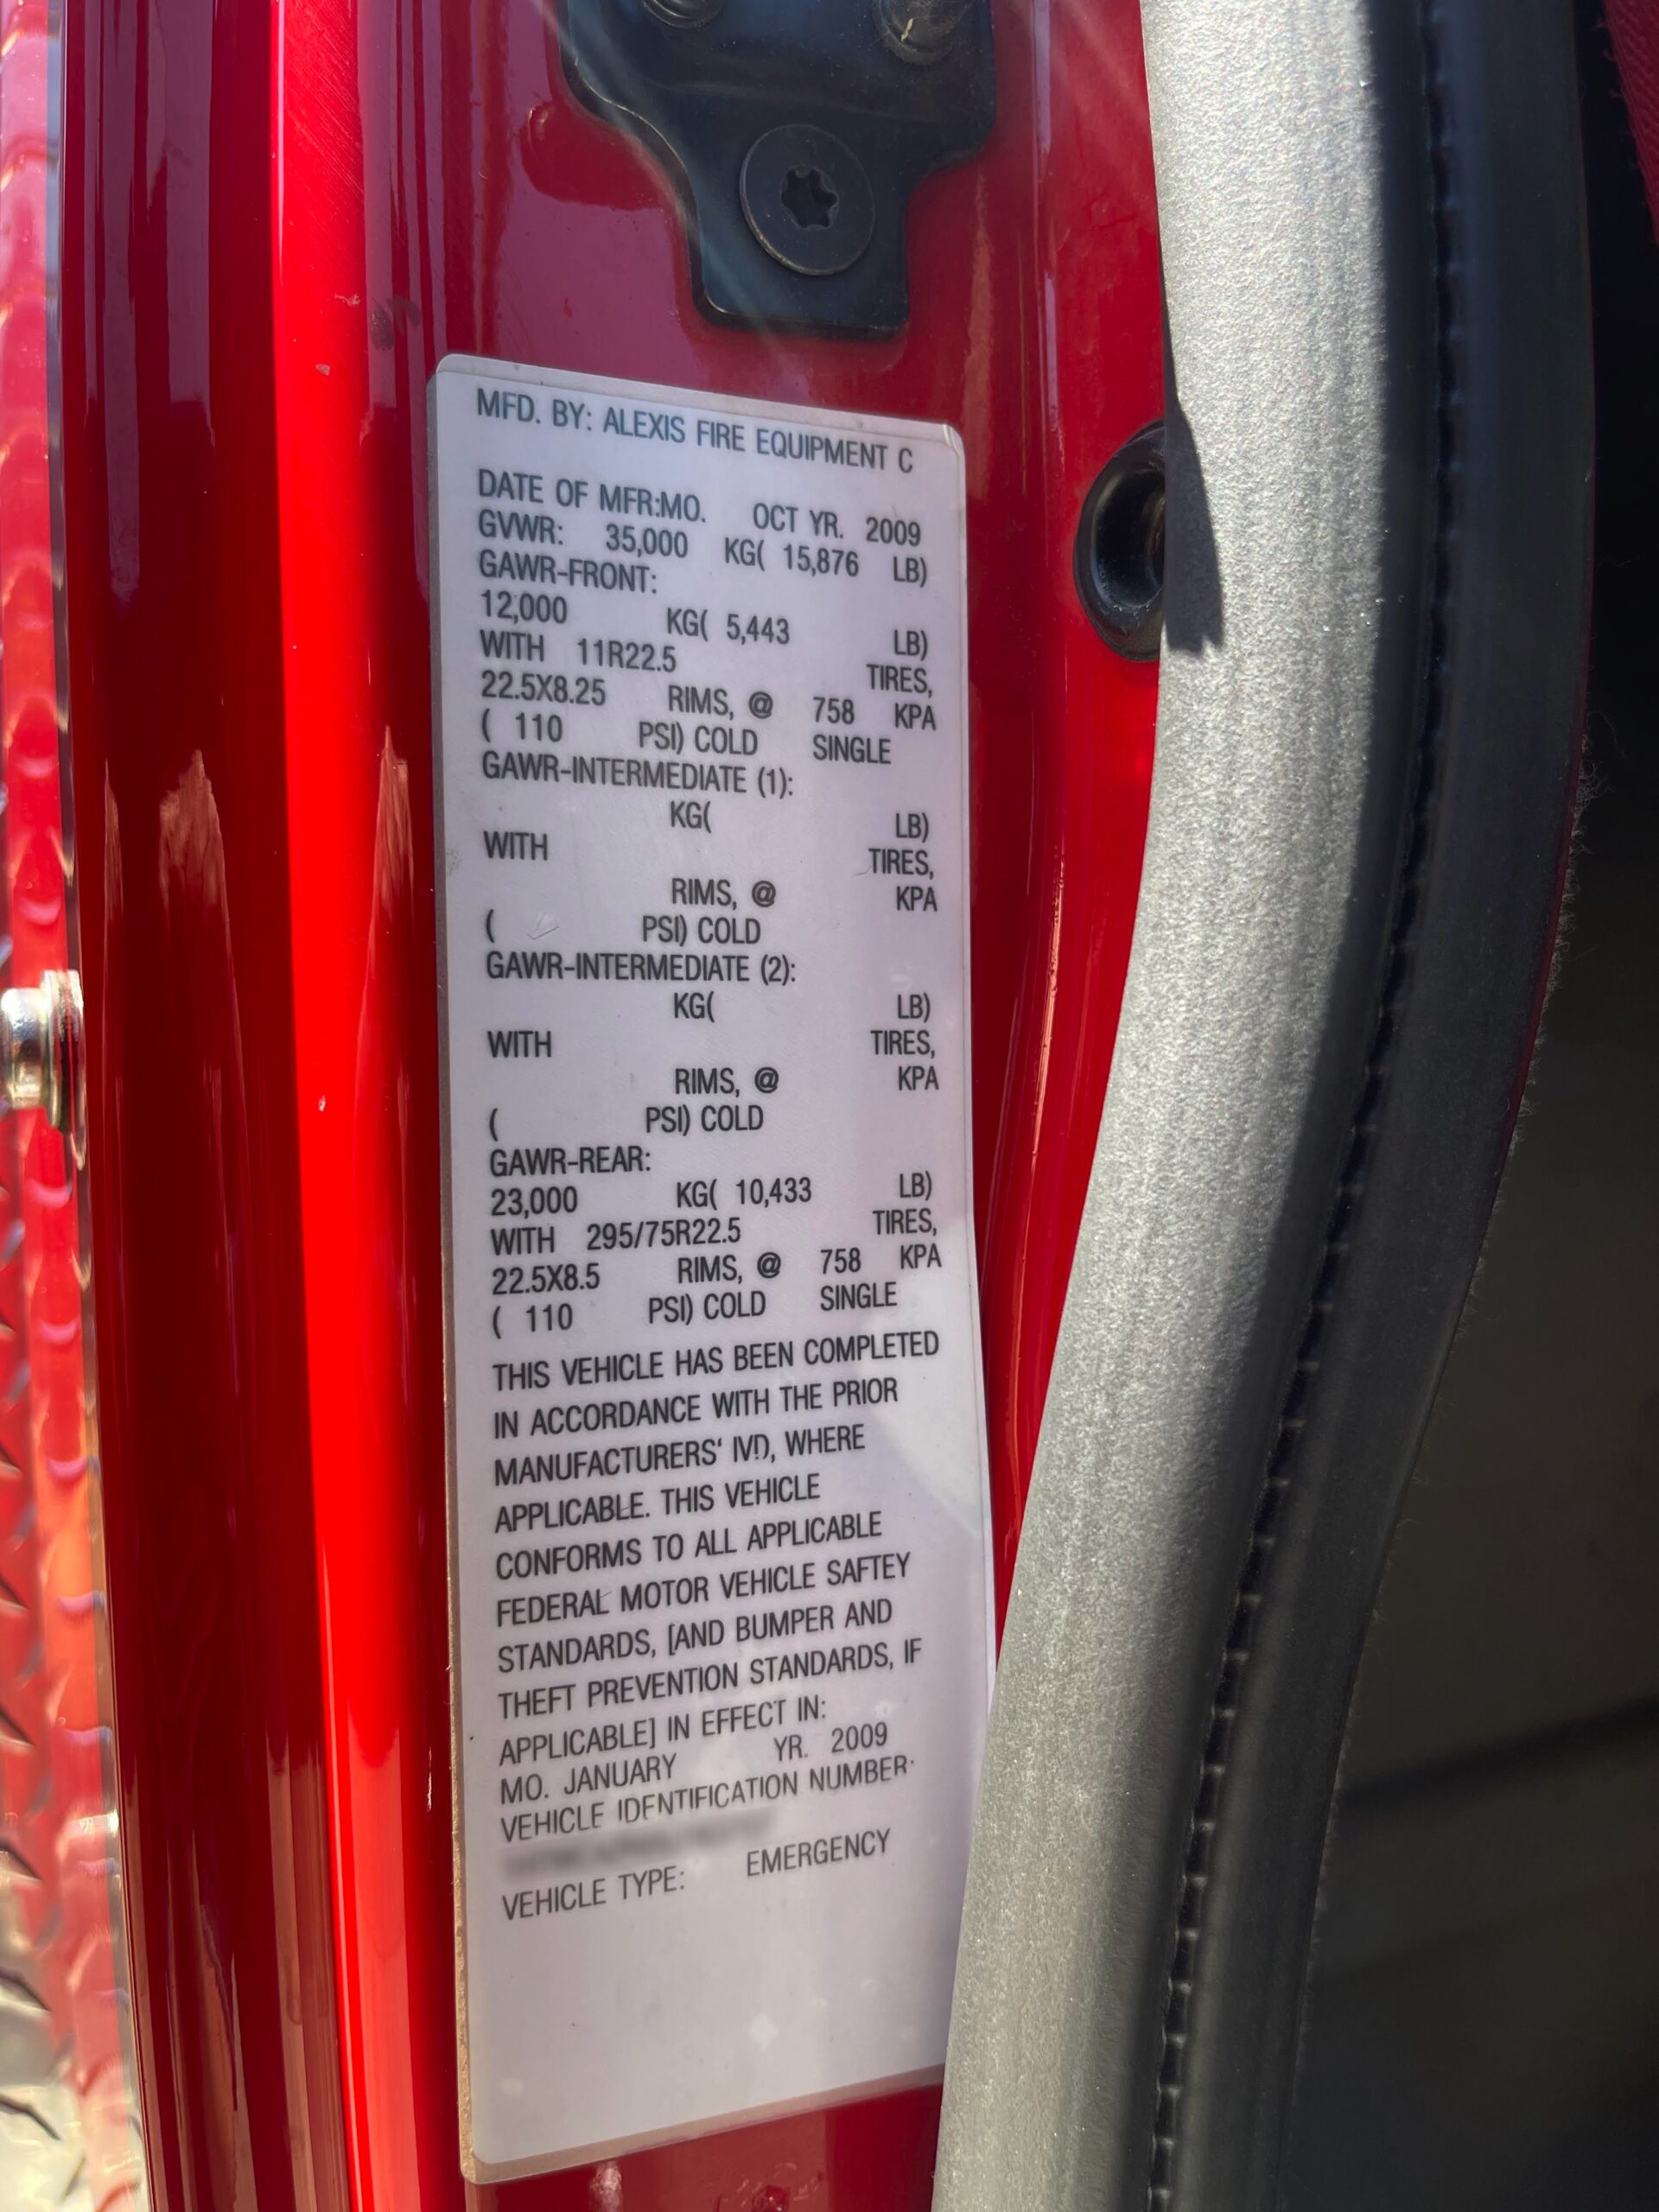 MFD. BY: ALEXIS FIRE EQUIPMENT C
DATE OF MFR:MO. OCT YR. 2009
GVWR: 35,000 KG( 15,876 LB)
GAWR-FRONT:
12,000 KG( 5,443 LB)
WITH 11R22.5 TIRES,
22.5X8.25 RIMS, @ 758 KPA
( 110 PSI) COLD SINGLE
GAWR-INTERMEDIATE (1):
KG( LB)
WITH TIRES,
RIMS, @ KPA
( PSI) COLD
GAWR-INTERMEDIATE (2):
KG( LB)
WITH TIRES,
RIMS, @ KPA
( PSI) COLD
GAWR-REAR:
23,000 KG( 10,433 LB)
WITH 295/75R22.5 TIRES,
22.5X8.5 RIMS, @ 758 KPA
( 110 PSI) COLD SINGLE
THIS VEHICLE HAS BEEN COMPLETED
IN ACCORDANCE WITH THE PRIOR
MANUFACTURERS' IVD, WHERE
APPLICABLE. THIS VEHICLE
CONFORMS TO ALL APPLICABLE
FEDERAL MOTOR VEHICLE SAFTEY
STANDARDS, [AND BUMPER AND
THEFT PREVENTION STANDARDS, IF
APPLICABLE] IN EFFECT IN:
MO. JANUARY YR. 2009
VEHICLE IDENTIFICATION NUMBER:
VEHICLE TYPE: EMERGENCY